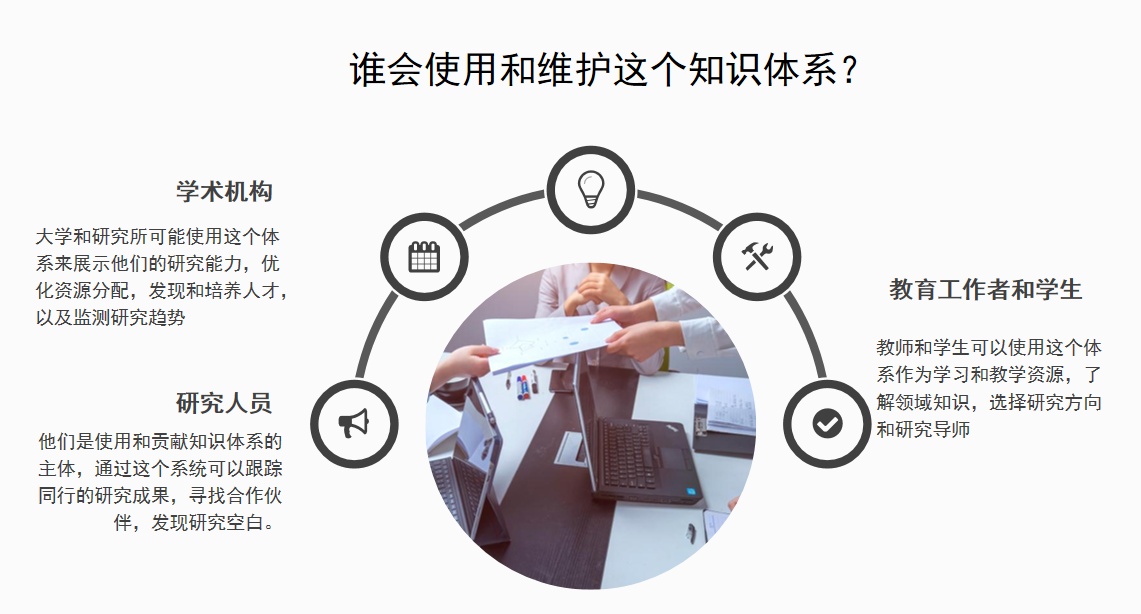 谁会使用和维护这个知识体系？
学术机构
大学和研究所可能使用这个体
系来展示他们的研究能力，优
化资源分配，发现和培养人才，
以及监测研究趋势
研究人员
他们是使用和贡献知识体系的
主体，通过这个系统可以跟踪
同行的研究成果，寻找合作伙
伴，发现研究空白。
教育工作者和学生
教师和学生可以使用这个体
系作为学习和教学资源，了
解领域知识，选择研究方向
和研究导师